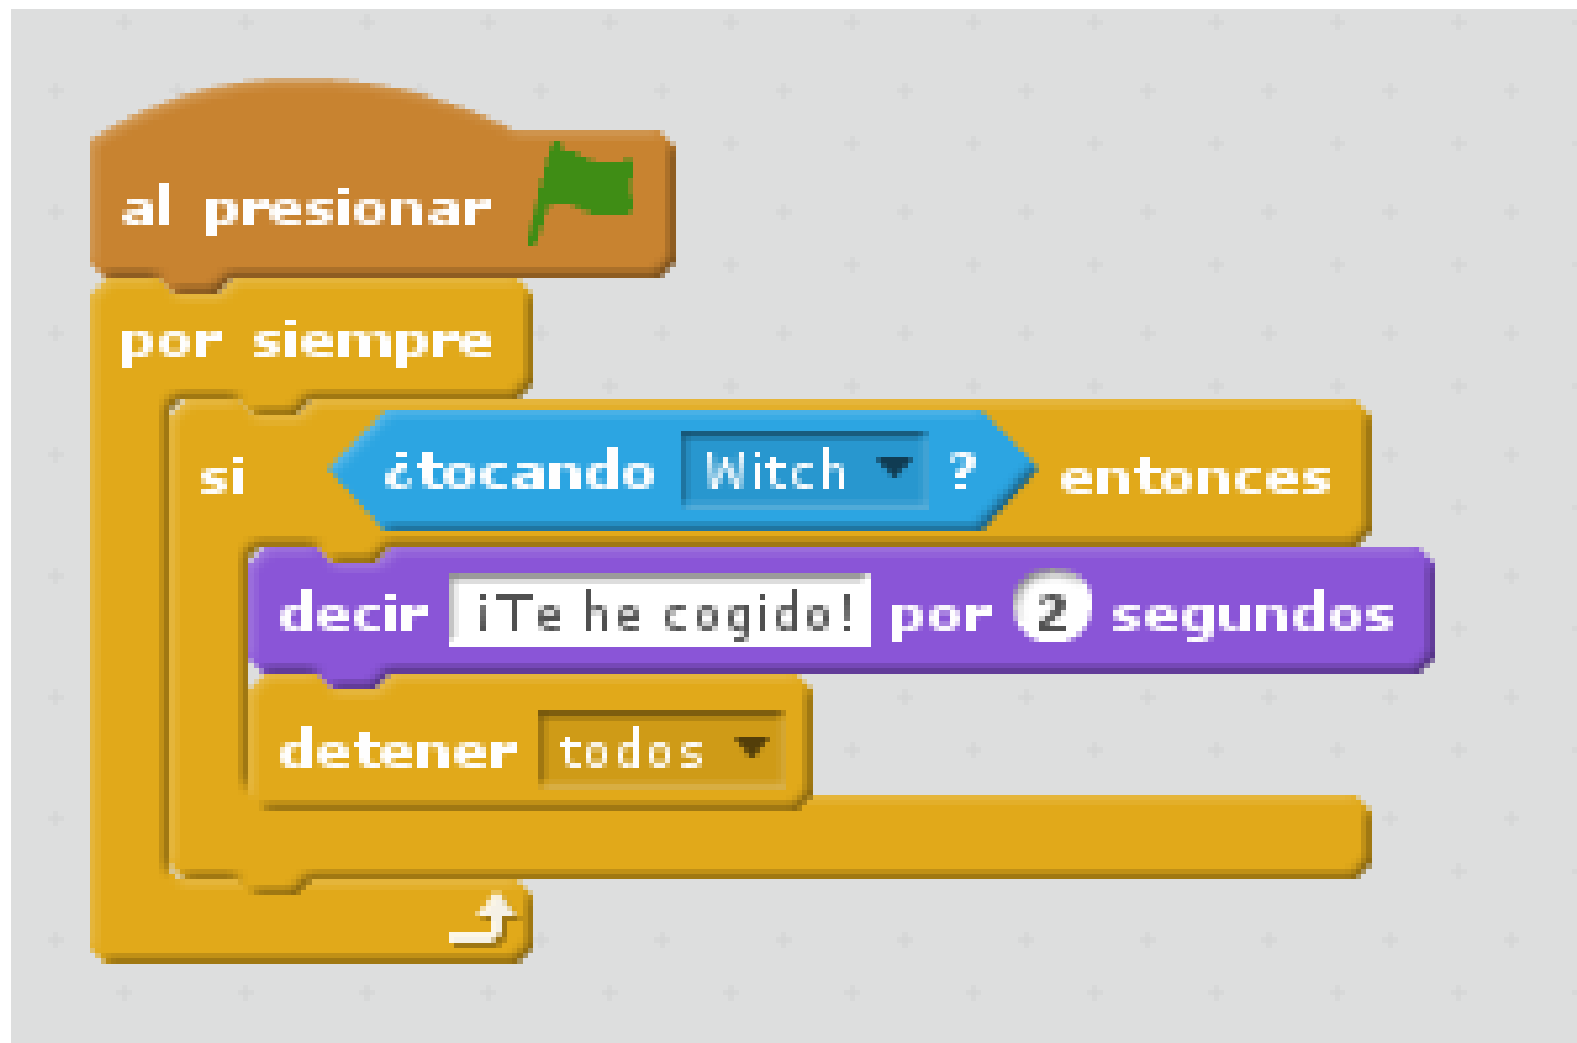 al presionar
por siempre
si ¿tocando Witch ? entonces
decir ¡Te he cogido! por 2 segundos
detener todos